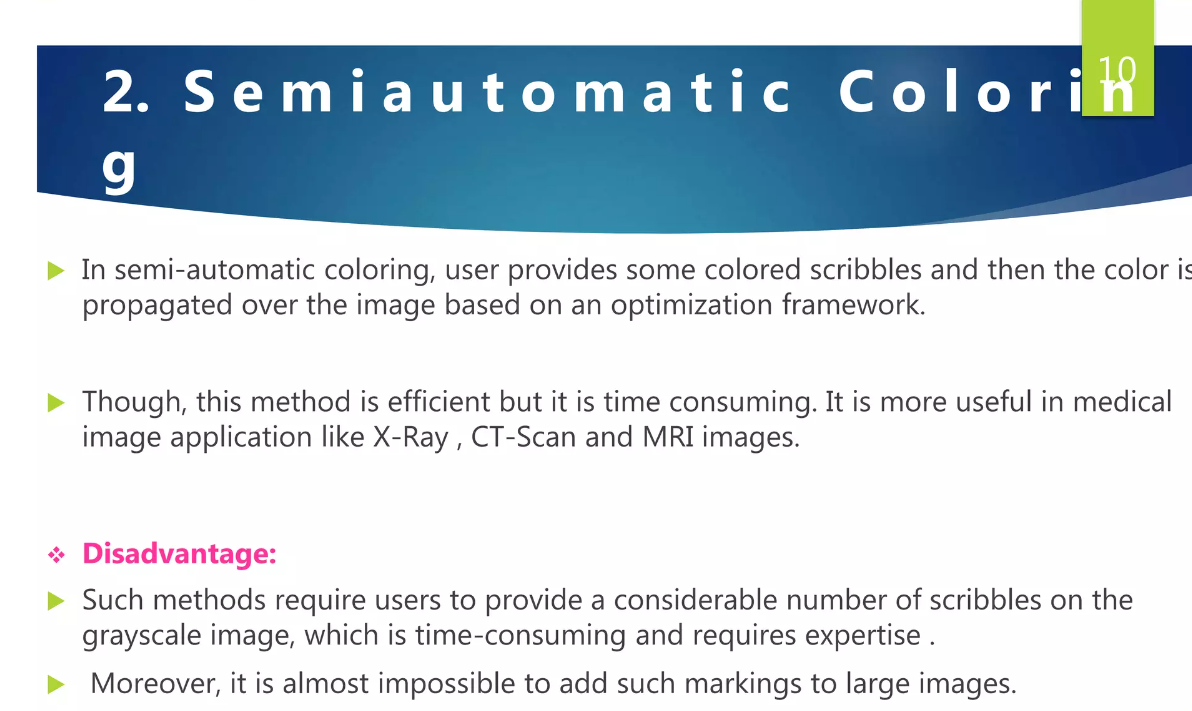 10
2. Semiautomatic Colorin
g
In semi-automatic coloring, user provides some colored scribbles and then the color is
propagated over the image based on an optimization framework.
Though, this method is efficient but it is time consuming. It is more useful in medical
image application like X-Ray , CT-Scan and MRI images.
Disadvantage:
Such methods require users to provide a considerable number of scribbles on the
grayscale image, which is time-consuming and requires expertise .
Moreover, it is almost impossible to add such markings to large images.